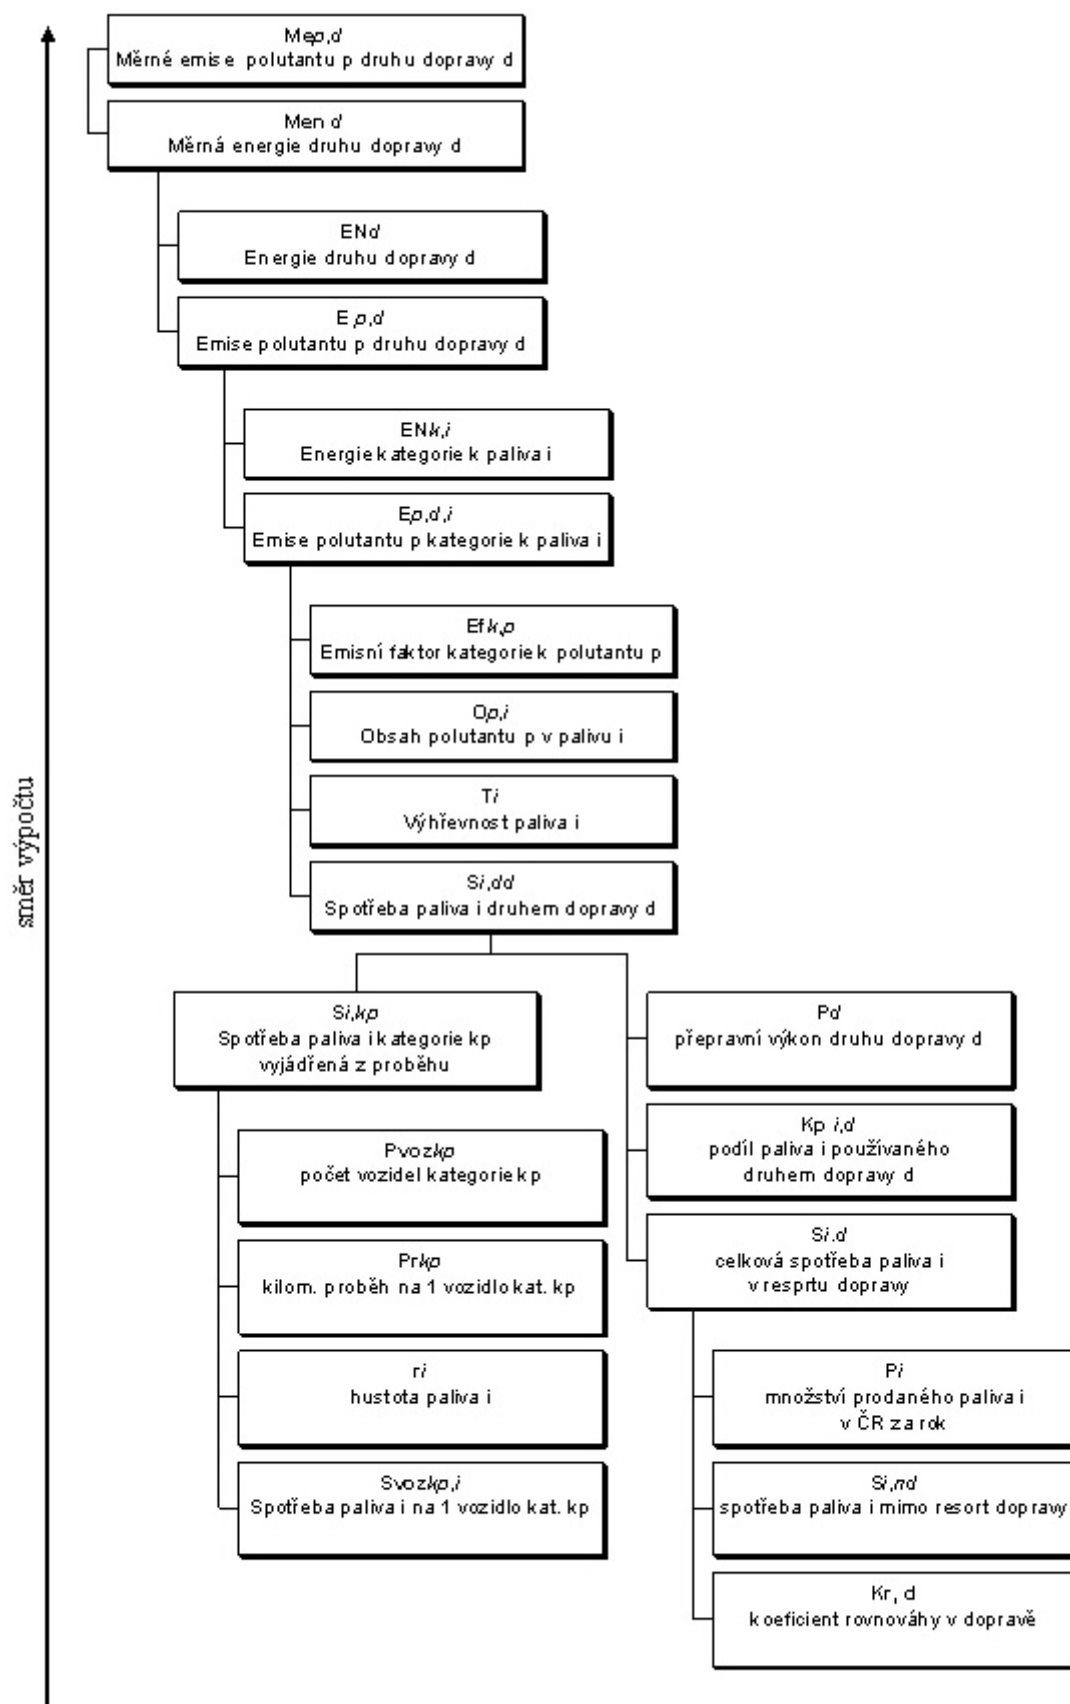 Mep,d
Měrné emise polutantu p druhu dopravy d
Men d
Měrná energie druhu dopravy d
ENd
Energie druhu dopravy d
E,p,d
Emise polutantu p druhu dopravy d
ENk,i
Energie kategorie k paliva i
Ep,d,i
Emise polutantu p kategorie k paliva i
Efk,p
Emisní faktor kategorie k polutantu p
Op,i
Obsah polutantu p v palivu i
Ti
Výhřevnost paliva i
Si,dd
Spotřeba paliva i druhem dopravy d
směr výpočtu
Si,kp
Spotřeba paliva i kategorie kp
vyjádřená z proběhu
Pvozkp
počet vozidel kategorie kp
Prkp
kilom. proběh na 1 vozidlo kat. kp
ri
hustota paliva i
Svozkp,i
Spotřeba paliva i na 1 vozidlo kat. kp
Pd
přepravní výkon druhu dopravy d
Kp i,d
podíl paliva i používaného
druhem dopravy d
Si.d
celková spotřeba paliva i
v resprtu dopravy
Pi
množství prodaného paliva i
v ČR za rok
Si,nd
spotřeba paliva i mimo resort dopravy
Kr, d
koeficient rovnováhy v dopravě